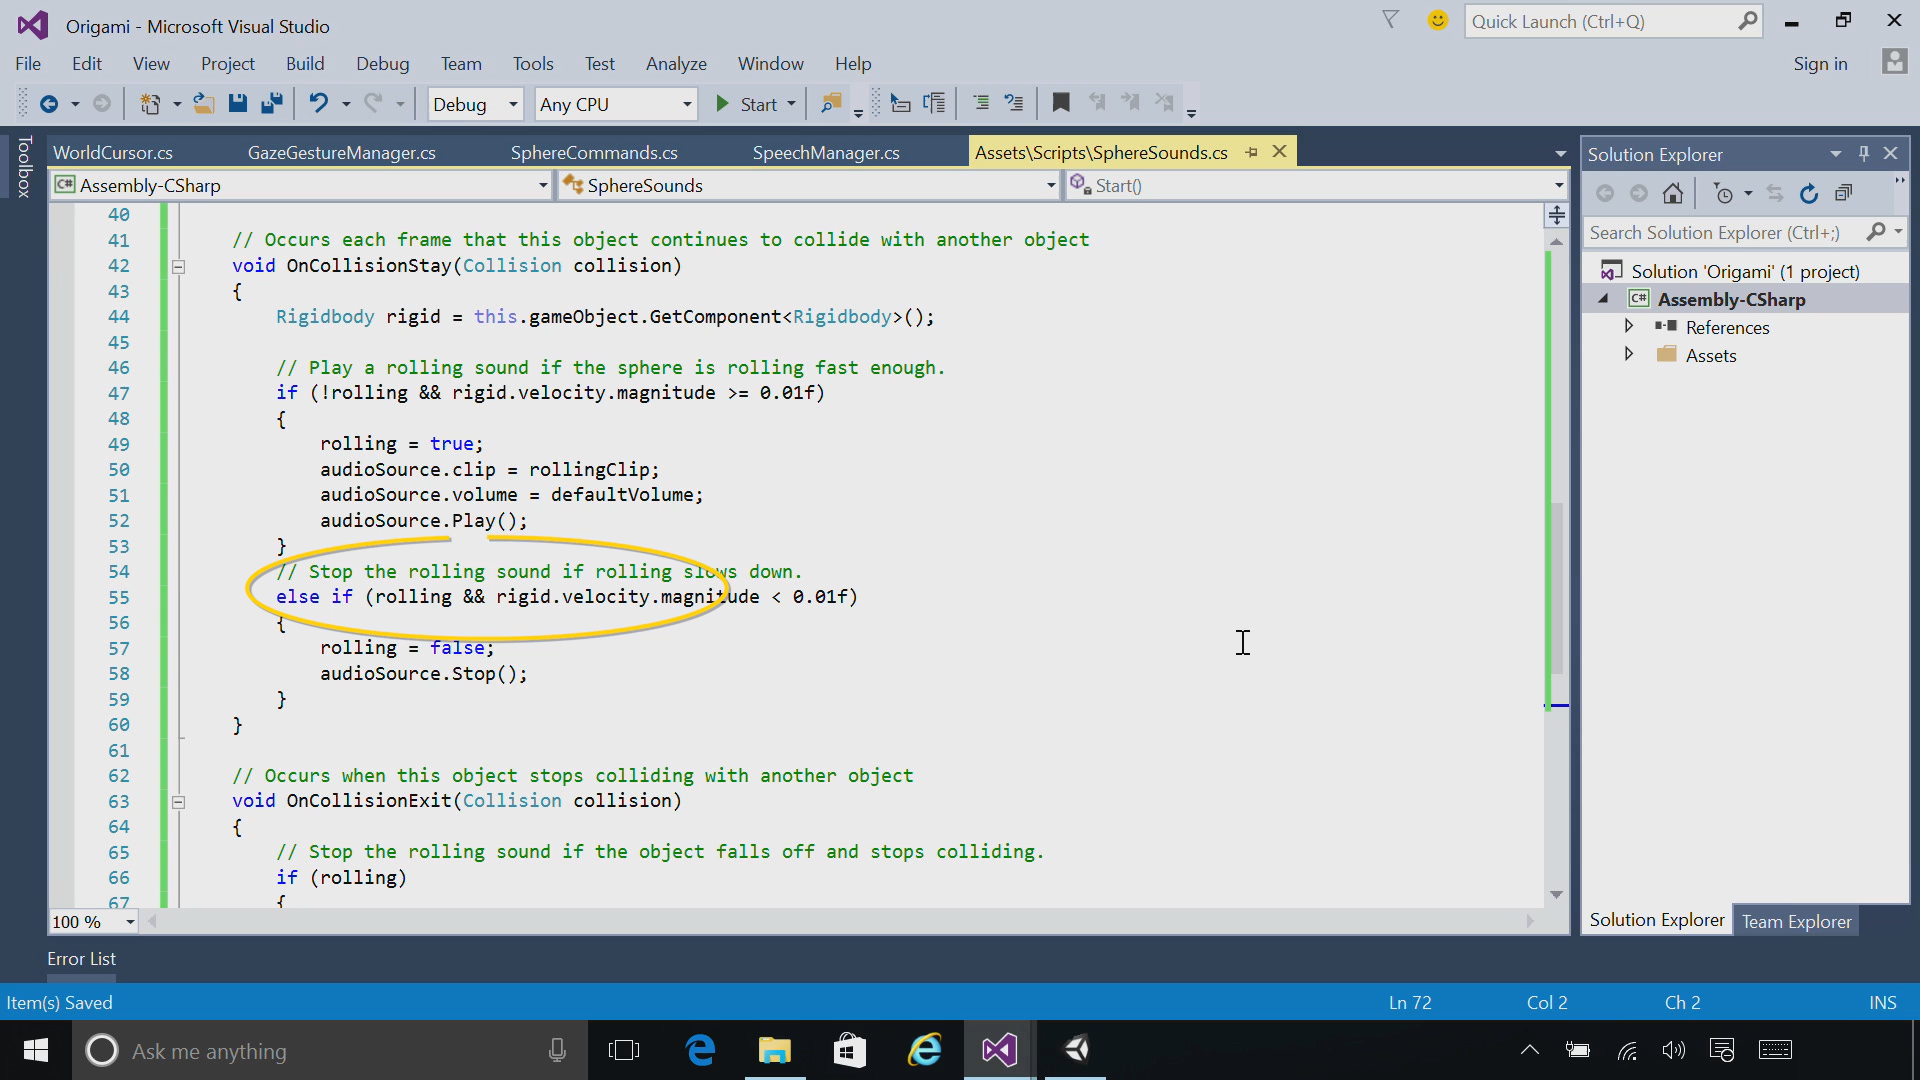 Origami - Microsoft Visual Studio
Quick Launch (Ctrl+Q)
File Edit View Project Build Debug Team Tools Test Analyze Window Help
Sign in
Debug Any CPU Start
Toolbox
WorldCursor.cs GazeGestureManager.cs SphereCommands.cs SpeechManager.cs Assets\Scripts\SphereSounds.cs
C# Assembly-CSharp SphereSounds Start()
40
41 // Occurs each frame that this object continues to collide with another object
42 void OnCollisionStay(Collision collision)
43 {
44 Rigidbody rigid = this.gameObject.GetComponent<Rigidbody>();
45
46 // Play a rolling sound if the sphere is rolling fast enough.
47 if (!rolling && rigid.velocity.magnitude >= 0.01f)
48 {
49 rolling = true;
50 audioSource.clip = rollingClip;
51 audioSource.volume = defaultVolume;
52 audioSource.Play();
53 }
54 // Stop the rolling sound if rolling slows down.
55 else if (rolling && rigid.velocity.magnitude < 0.01f)
56 {
57 rolling = false;
58 audioSource.Stop();
59 }
60 }
61
62 // Occurs when this object stops colliding with another object
63 void OnCollisionExit(Collision collision)
64 {
65 // Stop the rolling sound if the object falls off and stops colliding.
66 if (rolling)
67 {
100 %
Solution Explorer
Search Solution Explorer (Ctrl+;)
Solution 'Origami' (1 project)
C# Assembly-CSharp
References
Assets
Solution Explorer Team Explorer
Error List
Item(s) Saved Ln 72 Col 2 Ch 2 INS
Ask me anything